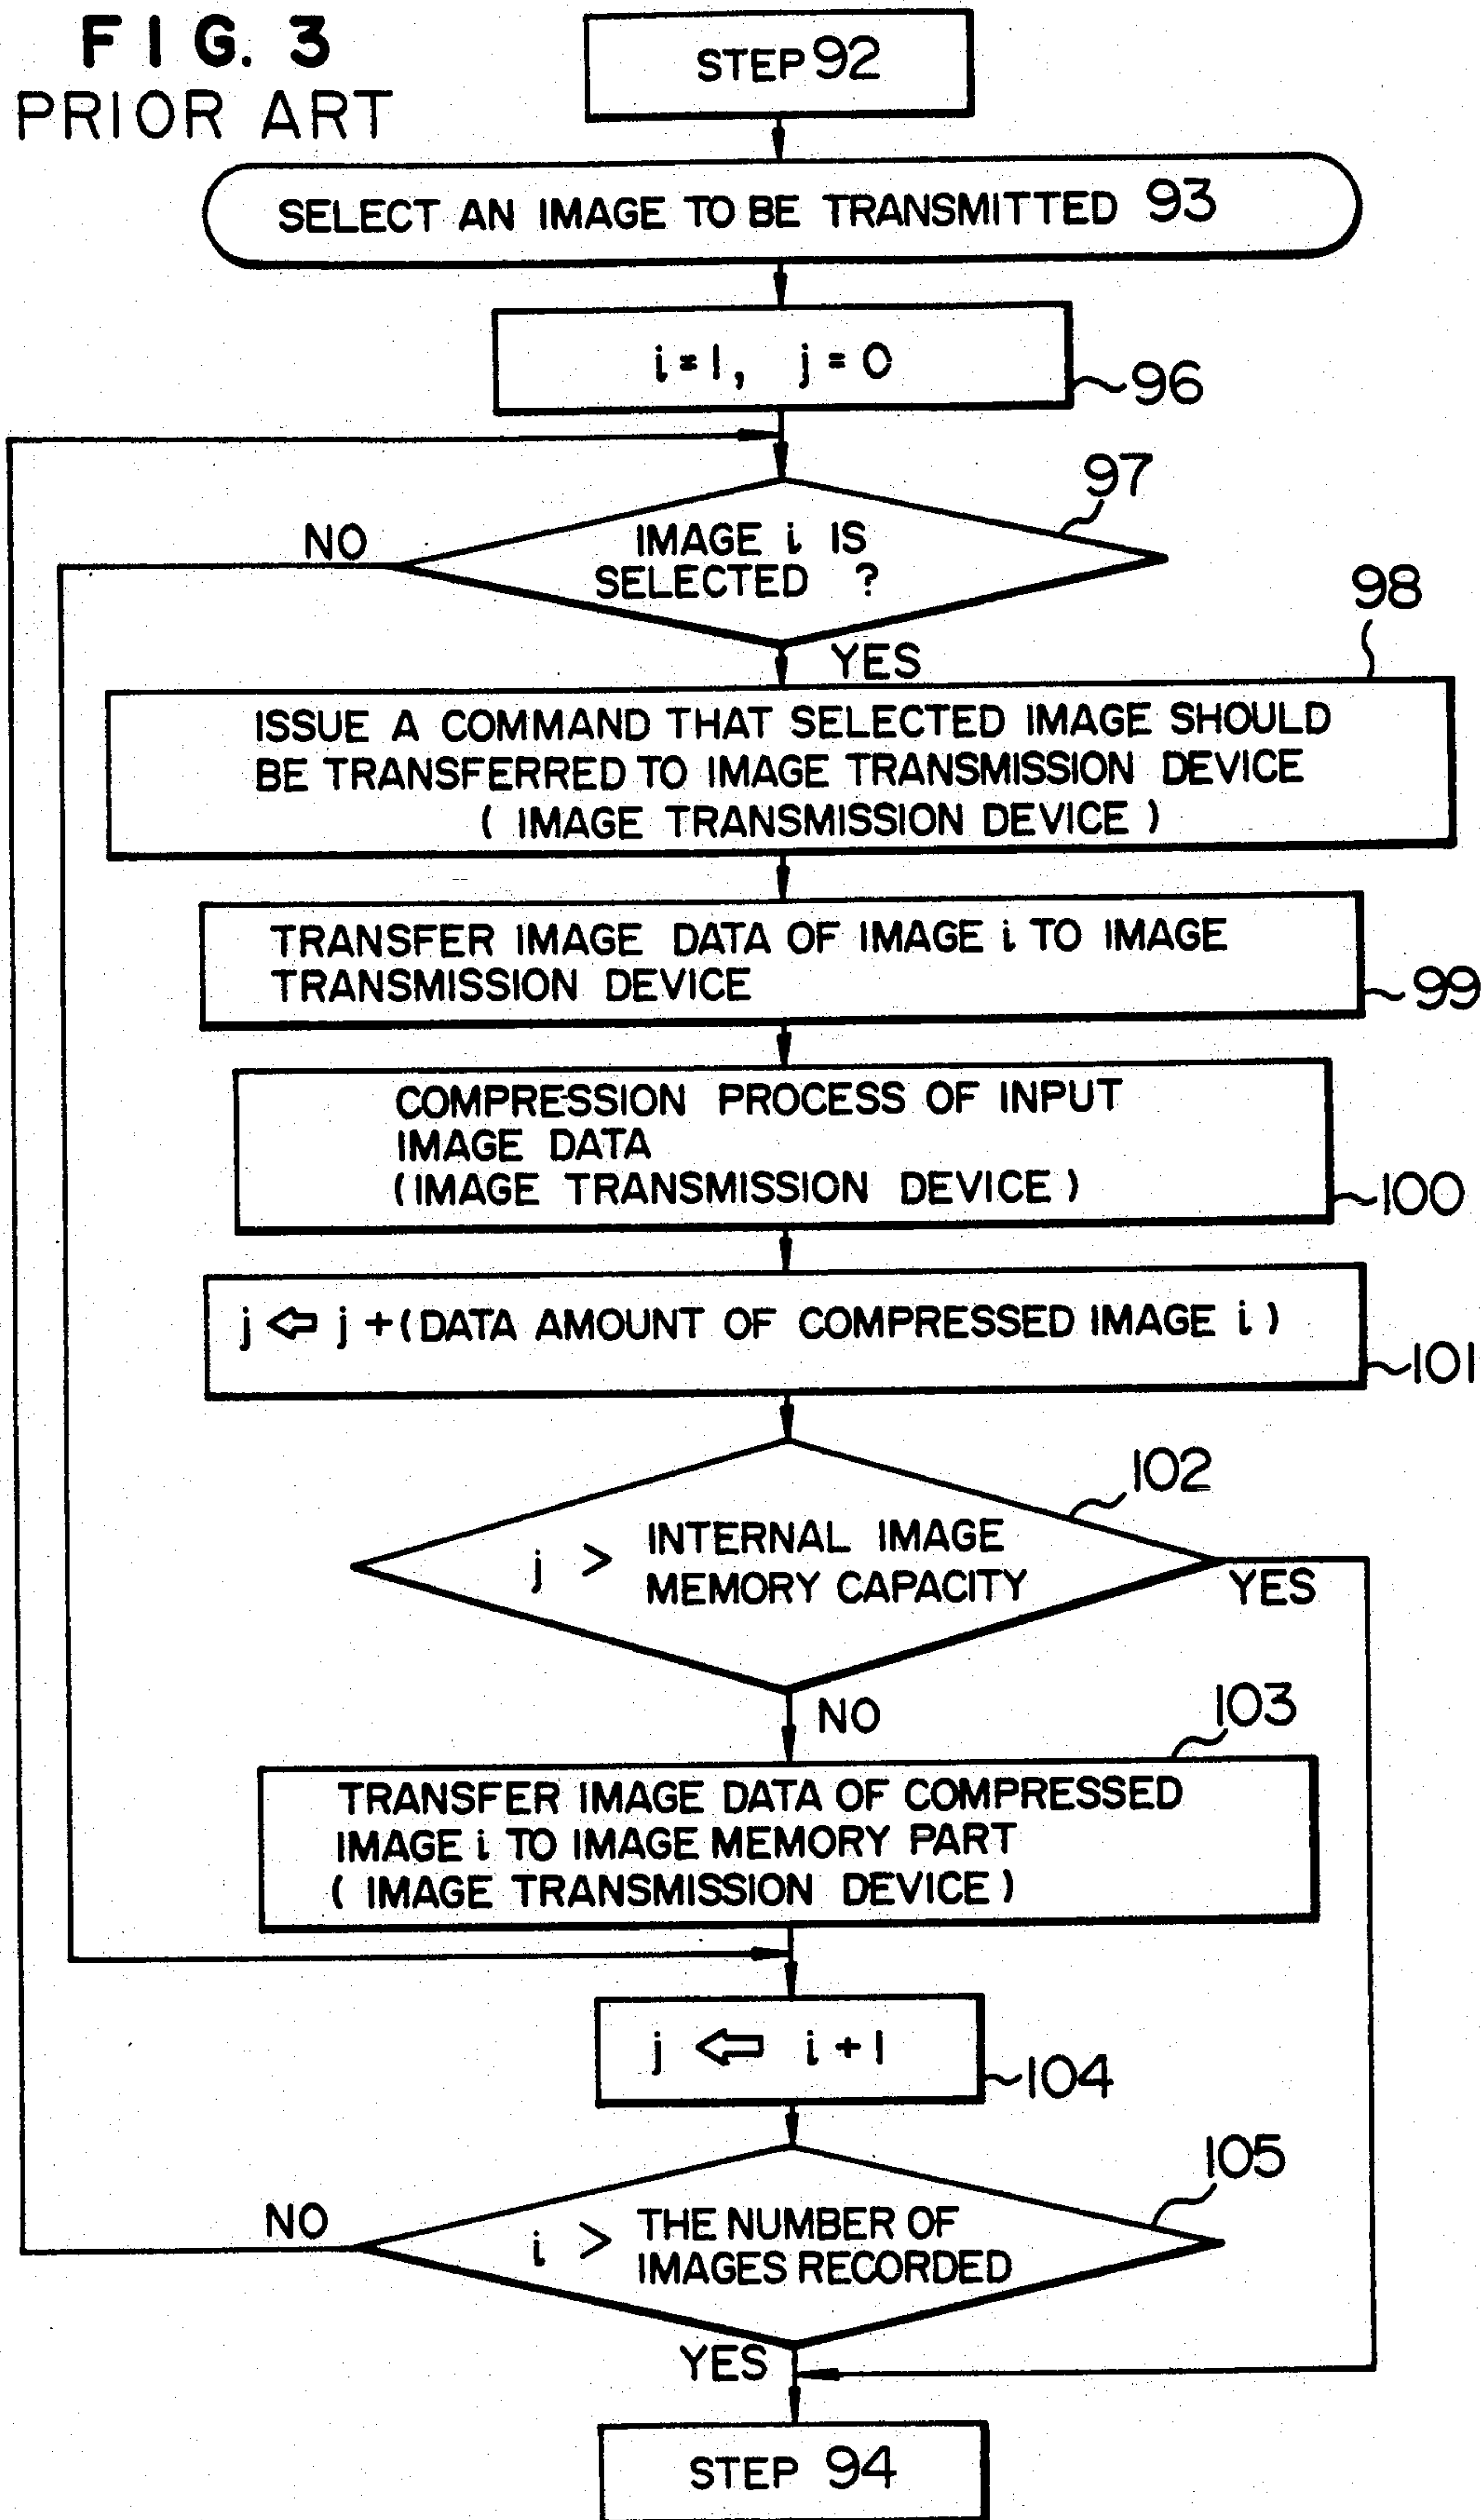 FIG. 3
PRIOR ART
STEP 92
SELECT AN IMAGE TO BE TRANSMITTED 93
i=1, j=0
96
97
IMAGE i IS
SELECTED ?
NO
YES
98
ISSUE A COMMAND THAT SELECTED IMAGE SHOULD
BE TRANSFERRED TO IMAGE TRANSMISSION DEVICE
( IMAGE TRANSMISSION DEVICE )
TRANSFER IMAGE DATA OF IMAGE i TO IMAGE
TRANSMISSION DEVICE
99
COMPRESSION PROCESS OF INPUT
IMAGE DATA
(IMAGE TRANSMISSION DEVICE)
100
j ⇦ j +(DATA AMOUNT OF COMPRESSED IMAGE i )
101
102
j > INTERNAL IMAGE
MEMORY CAPACITY
YES
NO
103
TRANSFER IMAGE DATA OF COMPRESSED
IMAGE i TO IMAGE MEMORY PART
( IMAGE TRANSMISSION DEVICE)
j ⇦ i +1
104
105
NO
i > THE NUMBER OF
IMAGES RECORDED
YES
STEP 94